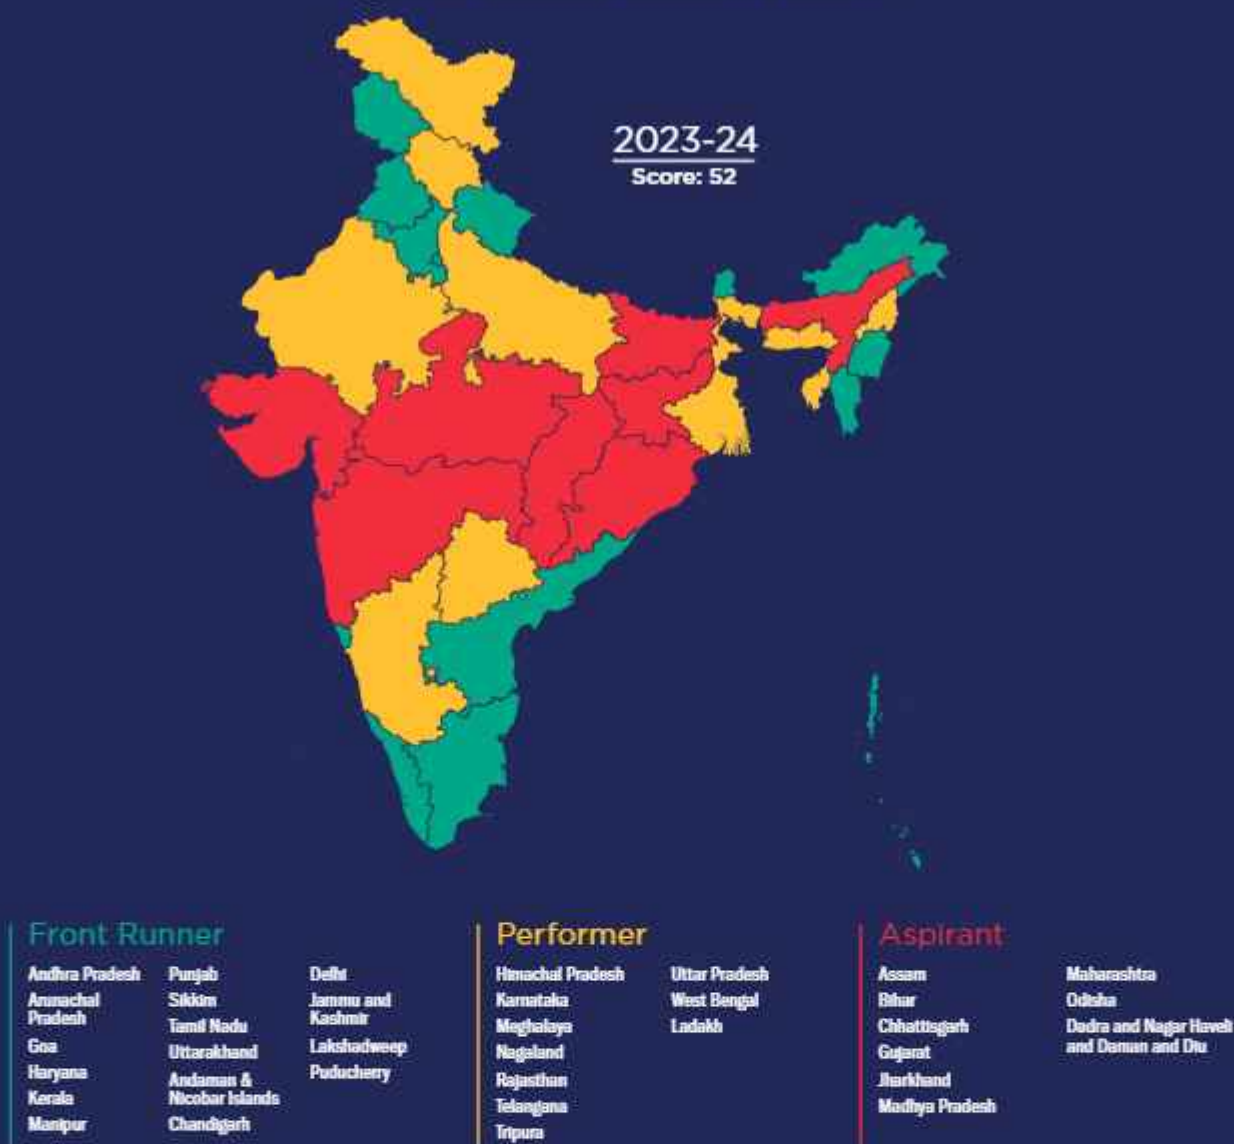 2023-24
Score: 52
Front Runner
Andhra Pradesh
Arunachal
Pradesh
Goa
Haryana
Kerala
Manipur
Punjab
Sikkim
Tamil Nadu
Uttarakhand
Andaman &
Nicobar Islands
Chandigarh
Delhi
Jammu and
Kashmir
Lakshadweep
Puducherry
Performer
Himachal Pradesh
Karnataka
Meghalaya
Nagaland
Rajasthan
Telangana
Tripura
Uttar Pradesh
West Bengal
Ladakh
Aspirant
Assam
Bihar
Chhattisgarh
Gujarat
Jharkhand
Madhya Pradesh
Maharashtra
Odisha
Dadra and Nagar Haveli
and Daman and Diu